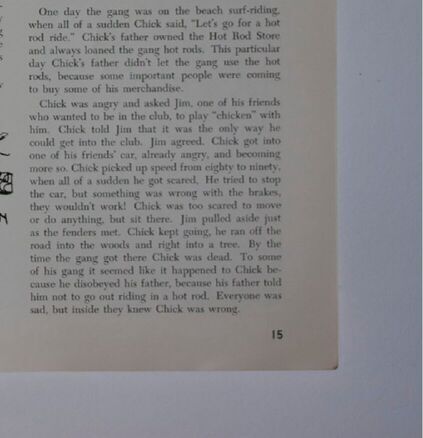 One day the gang was on the beach surf-riding,
when all of a sudden Chick said, "Let's go for a hot
rod ride." Chick's father owned the Hot Rod Store
and always loaned the gang hot rods. This particular
day Chick's father didn't let the gang use the hot
rods, because some important people were coming
to buy some of his merchandise.
Chick was angry and asked Jim, one of his friends
who wanted to be in the club, to play "chicken" with
him. Chick told Jim that it was the only way he
could get into the club. Jim agreed. Chick got into
one of his friends' car, already angry, and becoming
more so. Chick picked up speed from eighty to ninety,
when all of a sudden he got scared. He tried to stop
the car, but something was wrong with the brakes,
they wouldn't work! Chick was too scared to move
or do anything, but sit there. Jim pulled aside just
as the fenders met. Chick kept going, he ran off the
road into the woods and right into a tree. By the
time the gang got there Chick was dead. To some
of his gang it seemed like it happened to Chick be-
cause he disobeyed his father, because his father told
him not to go out riding in a hot rod. Everyone was
sad, but inside they knew Chick was wrong.
15